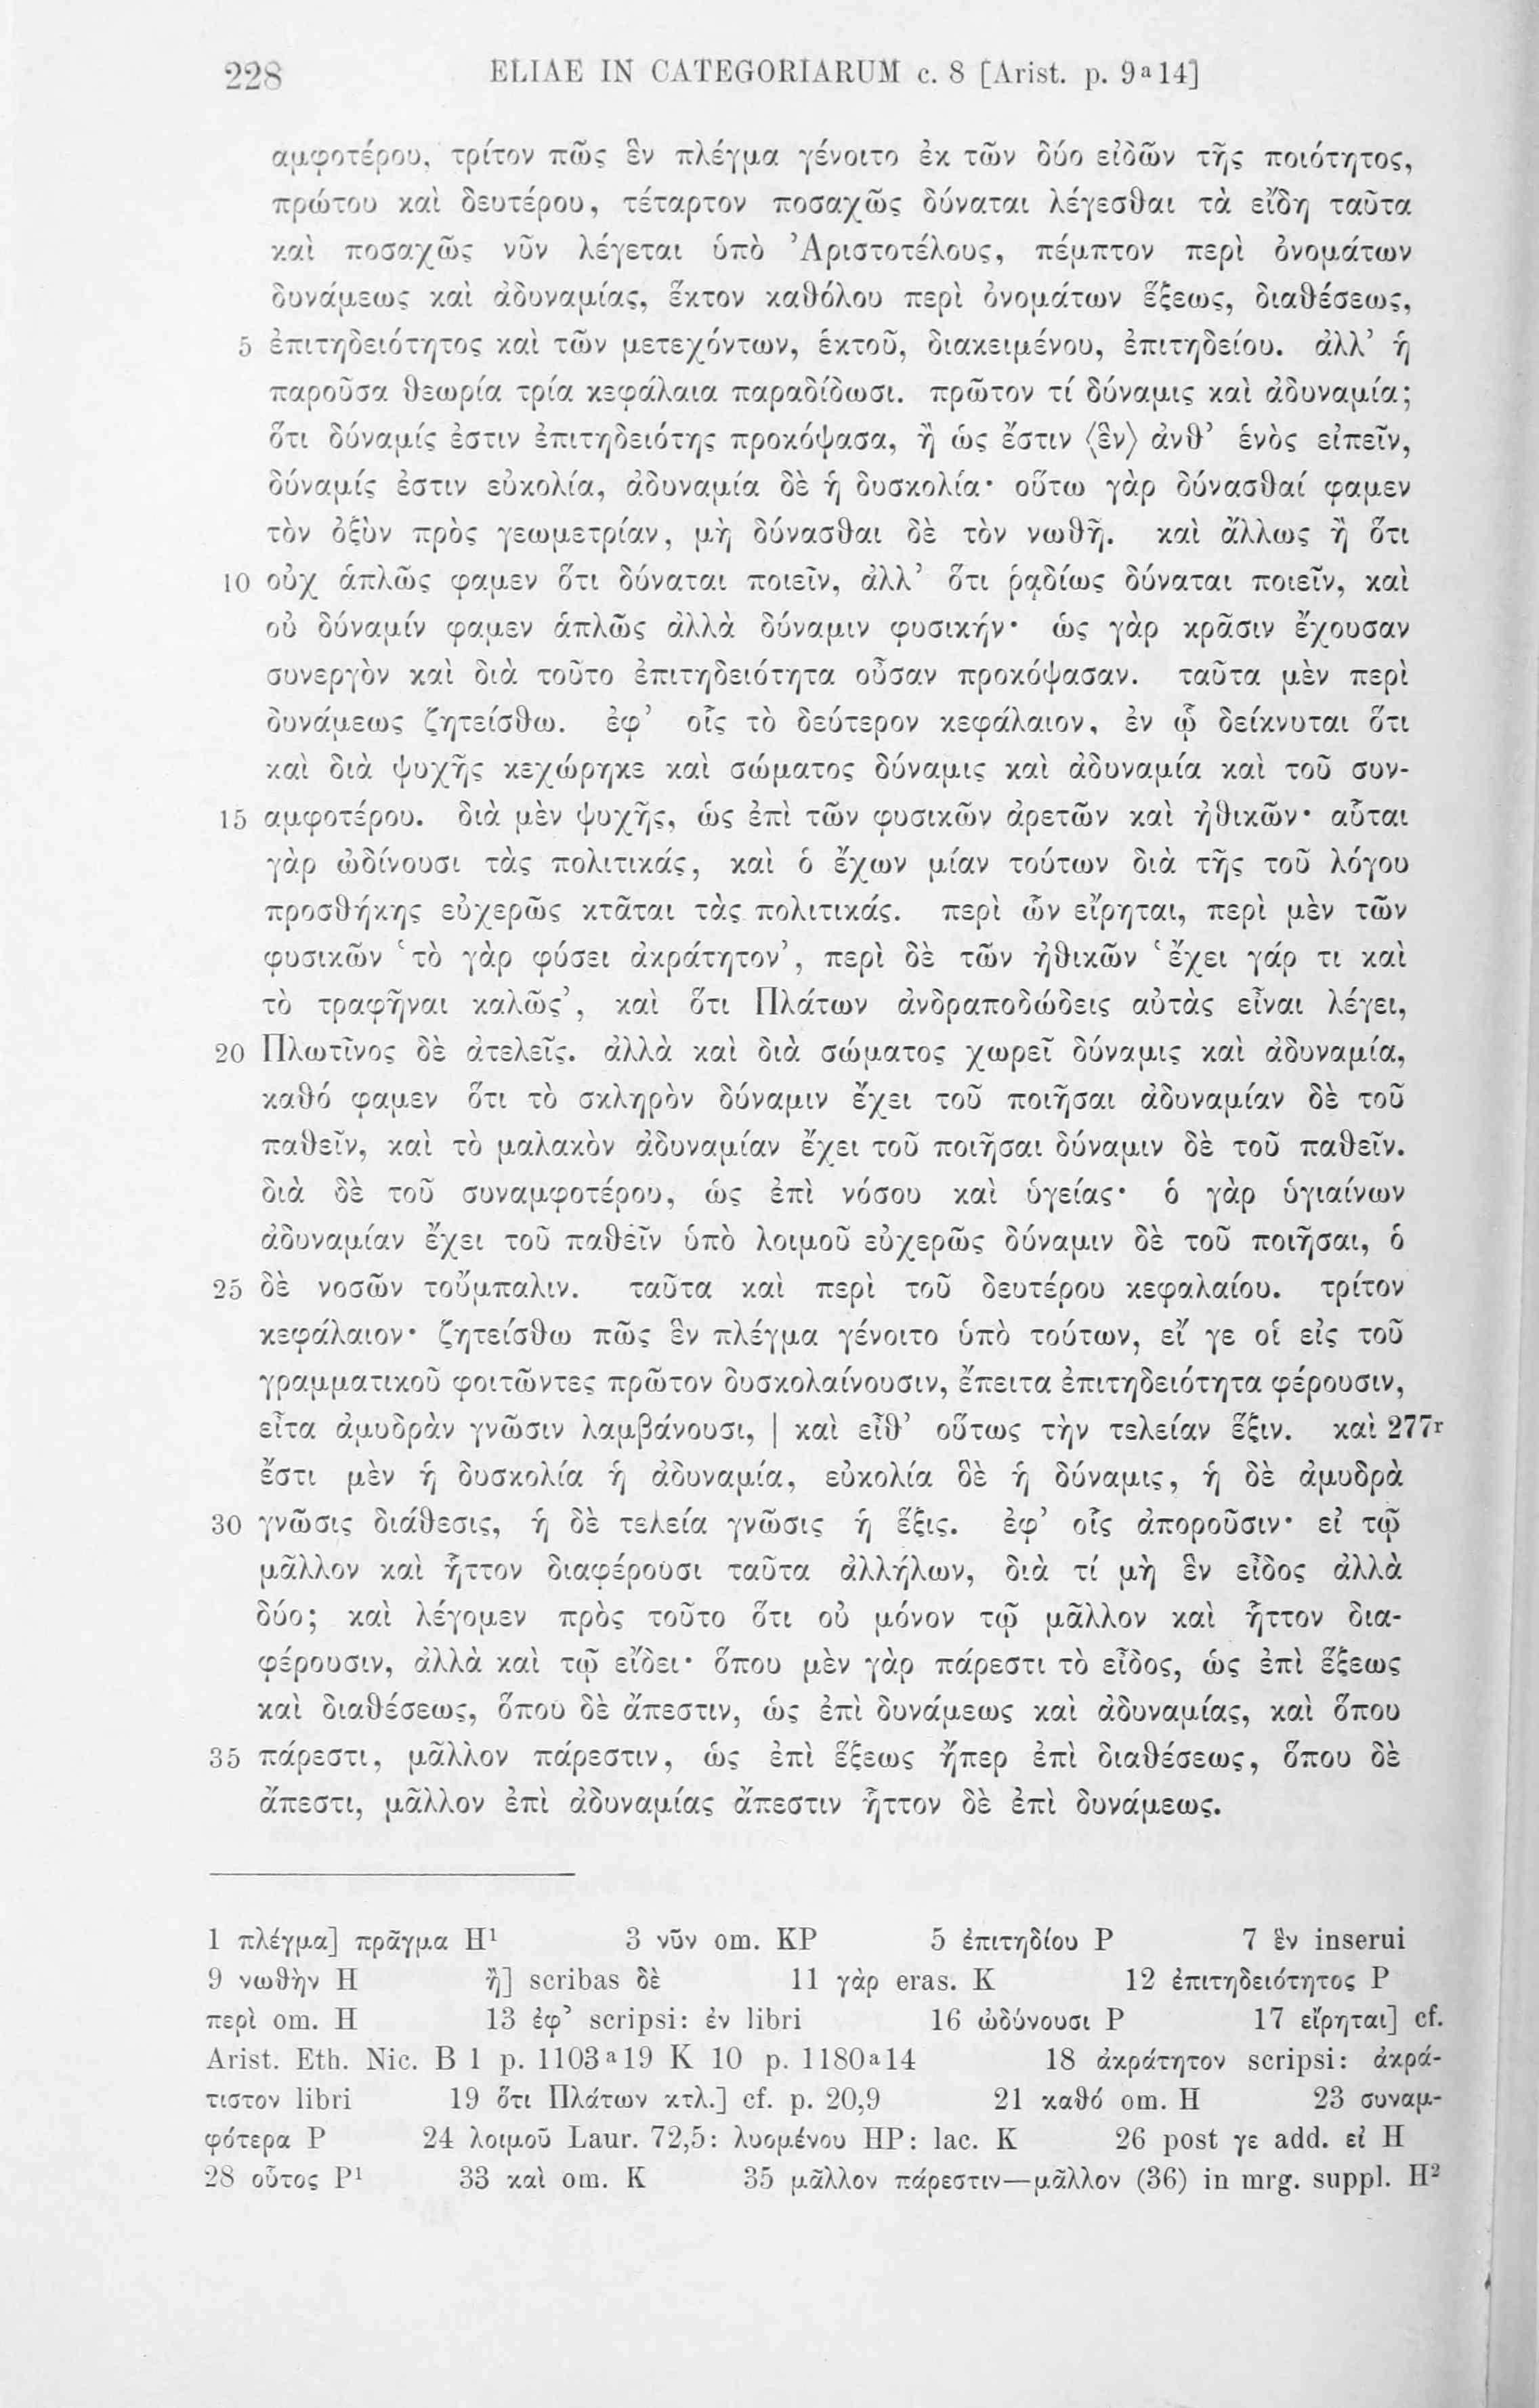 228 ELIAE IN CATEGORIARUM c. 8 [Arist. p. 9ᵃ14]
αμφοτέρου, τρίτον πῶς ἓν πλέγμα γένοιτο ἐκ τῶν δύο εἰδῶν τῆς ποιότητος,
πρώτου καὶ δευτέρου, τέταρτον ποσαχῶς δύναται λέγεσθαι τὰ εἴδη ταῦτα
καὶ ποσαχῶς νῦν λέγεται ὑπὸ Ἀριστοτέλους, πέμπτον περὶ ὀνομάτων
δυνάμεως καὶ ἀδυναμίας, ἕκτον καθόλου περὶ ὀνομάτων ἕξεως, διαθέσεως,
5 ἐπιτηδειότητος καὶ τῶν μετεχόντων, ἑκτοῦ, διακειμένου, ἐπιτηδείου. ἀλλ’ ἡ
παροῦσα θεωρία τρία κεφάλαια παραδίδωσι. πρῶτον τί δύναμις καὶ ἀδυναμία;
ὅτι δύναμίς ἐστιν ἐπιτηδειότης προκόψασα, ἢ ὡς ἔστιν ⟨ἓν⟩ ἀνθ’ ἑνὸς εἰπεῖν,
δύναμίς ἐστιν εὐκολία, ἀδυναμία δὲ ἡ δυσκολία· οὕτω γὰρ δύνασθαί φαμεν
τὸν ὀξὺν πρὸς γεωμετρίαν, μὴ δύνασθαι δὲ τὸν νωθῆ. καὶ ἄλλως ἢ ὅτι
10 οὐχ ἁπλῶς φαμεν ὅτι δύναται ποιεῖν, ἀλλ’ ὅτι ῥᾳδίως δύναται ποιεῖν, καὶ
οὐ δύναμίν φαμεν ἁπλῶς ἀλλὰ δύναμιν φυσικήν· ὡς γὰρ κρᾶσιν ἔχουσαν
συνεργὸν καὶ διὰ τοῦτο ἐπιτηδειότητα οὖσαν προκόψασαν. ταῦτα μὲν περὶ
δυνάμεως ζητείσθω. ἐφ’ οἷς τὸ δεύτερον κεφάλαιον, ἐν ᾧ δείκνυται ὅτι
καὶ διὰ ψυχῆς κεχώρηκε καὶ σώματος δύναμις καὶ ἀδυναμία καὶ τοῦ συν-
15 αμφοτέρου. διὰ μὲν ψυχῆς, ὡς ἐπὶ τῶν φυσικῶν ἀρετῶν καὶ ἠθικῶν· αὗται
γὰρ ὠδίνουσι τὰς πολιτικάς, καὶ ὁ ἔχων μίαν τούτων διὰ τῆς τοῦ λόγου
προσθήκης εὐχερῶς κτᾶται τὰς πολιτικάς. περὶ ὧν εἴρηται, περὶ μὲν τῶν
φυσικῶν ‘τὸ γὰρ φύσει ἀκράτητον’, περὶ δὲ τῶν ἠθικῶν ‘ἔχει γάρ τι καὶ
τὸ τραφῆναι καλῶς’, καὶ ὅτι Πλάτων ἀνδραποδώδεις αὐτὰς εἶναι λέγει,
20 Πλωτῖνος δὲ ἀτελεῖς. ἀλλὰ καὶ διὰ σώματος χωρεῖ δύναμις καὶ ἀδυναμία,
καθό φαμεν ὅτι τὸ σκληρὸν δύναμιν ἔχει τοῦ ποιῆσαι ἀδυναμίαν δὲ τοῦ
παθεῖν, καὶ τὸ μαλακὸν ἀδυναμίαν ἔχει τοῦ ποιῆσαι δύναμιν δὲ τοῦ παθεῖν.
διὰ δὲ τοῦ συναμφοτέρου, ὡς ἐπὶ νόσου καὶ ὑγείας· ὁ γὰρ ὑγιαίνων
ἀδυναμίαν ἔχει τοῦ παθεῖν ὑπὸ λοιμοῦ εὐχερῶς δύναμιν δὲ τοῦ ποιῆσαι, ὁ
25 δὲ νοσῶν τοὔμπαλιν. ταῦτα καὶ περὶ τοῦ δευτέρου κεφαλαίου. τρίτον
κεφάλαιον· ζητείσθω πῶς ἓν πλέγμα γένοιτο ὑπὸ τούτων, εἴ γε οἱ εἰς τοῦ
γραμματικοῦ φοιτῶντες πρῶτον δυσκολαίνουσιν, ἔπειτα ἐπιτηδειότητα φέρουσιν,
εἶτα ἀμυδρὰν γνῶσιν λαμβάνουσι, | καὶ εἶθ’ οὕτως τὴν τελείαν ἕξιν. καὶ 277ʳ
ἔστι μὲν ἡ δυσκολία ἡ ἀδυναμία, εὐκολία δὲ ἡ δύναμις, ἡ δὲ ἀμυδρὰ
30 γνῶσις διάθεσις, ἡ δὲ τελεία γνῶσις ἡ ἕξις. ἐφ’ οἷς ἀποροῦσιν· εἰ τῷ
μᾶλλον καὶ ἧττον διαφέρουσι ταῦτα ἀλλήλων, διὰ τί μὴ ἓν εἶδος ἀλλὰ
δύο; καὶ λέγομεν πρὸς τοῦτο ὅτι οὐ μόνον τῷ μᾶλλον καὶ ἧττον δια-
φέρουσιν, ἀλλὰ καὶ τῷ εἴδει· ὅπου μὲν γὰρ πάρεστι τὸ εἶδος, ὡς ἐπὶ ἕξεως
καὶ διαθέσεως, ὅπου δὲ ἄπεστιν, ὡς ἐπὶ δυνάμεως καὶ ἀδυναμίας, καὶ ὅπου
35 πάρεστι, μᾶλλον πάρεστιν, ὡς ἐπὶ ἕξεως ἤπερ ἐπὶ διαθέσεως, ὅπου δὲ
ἄπεστι, μᾶλλον ἐπὶ ἀδυναμίας ἄπεστιν ἧττον δὲ ἐπὶ δυνάμεως.
1 πλέγμα] πρᾶγμα H¹ 3 νῦν om. KP 5 ἐπιτηδίου P 7 ἓν inserui
9 νωθὴν H ἢ] scribas δὲ 11 γὰρ eras. K 12 ἐπιτηδειότητος P
περὶ om. H 13 ἐφ’ scripsi: ἐν libri 16 ὠδύνουσι P 17 εἴρηται] cf.
Arist. Eth. Nic. B 1 p. 1103ᵃ19 K 10 p. 1180ᵃ14 18 ἀκράτητον scripsi: ἀκρά-
τιστον libri 19 ὅτι Πλάτων κτλ.] cf. p. 20,9 21 καθό om. H 23 συναμ-
φότερα P 24 λοιμοῦ Laur. 72,5: λυομένου HP: lac. K 26 post γε add. εἰ H
28 οὗτος P¹ 33 καὶ om. K 35 μᾶλλον πάρεστιν—μᾶλλον (36) in mrg. suppl. H²